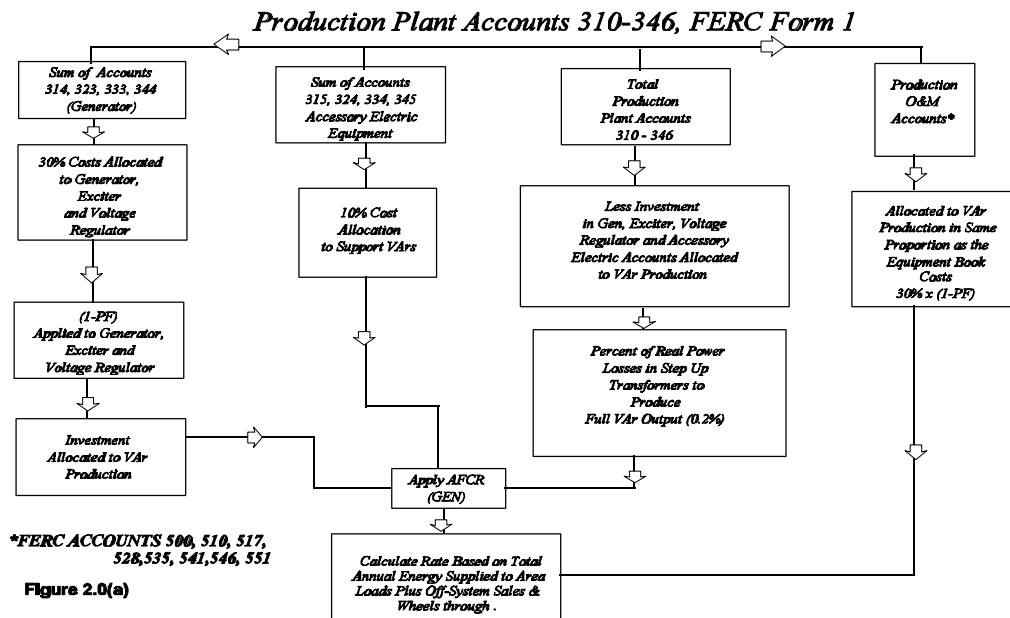 Production Plant Accounts 310-346, FERC Form 1
Sum of Accounts
314, 323, 333, 344
(Generator)
30% Costs Allocated
to Generator,
Exciter
and Voltage
Regulator
(1-PF)
Applied to Generator,
Exciter and
Voltage Regulator
Investment
Allocated to VAr
Production
Sum of Accounts
315, 324, 334, 345
Accessory Electric
Equipment
10% Cost
Allocation
to Support VArs
Total
Production
Plant Accounts
310 - 346
Less Investment
in Gen, Exciter, Voltage
Regulator and Accessory
Electric Accounts Allocated
to VAr Production
Percent of Real Power
Losses in Step Up
Transformers to
Produce
Full VAr Output (0.2%)
Production
O&M
Accounts*
Allocated to VAr
Production in Same
Proportion as the
Equipment Book
Costs
30% x (1-PF)
Apply AFCR
(GEN)
Calculate Rate Based on Total
Annual Energy Supplied to Area
Loads Plus Off-System Sales &
Wheels through .
*FERC ACCOUNTS 500, 510, 517,
528,535, 541,546, 551
Figure 2.0(a)